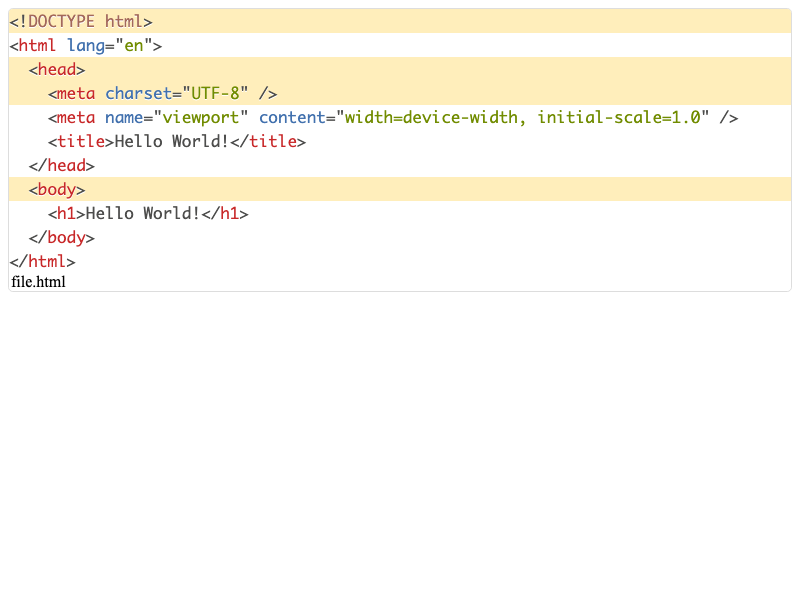 <!DOCTYPE html>
<html lang="en">
  <head>
    <meta charset="UTF-8" />
    <meta name="viewport" content="width=device-width, initial-scale=1.0" />
    <title>Hello World!</title>
  </head>
  <body>
    <h1>Hello World!</h1>
  </body>
</html>
file.html